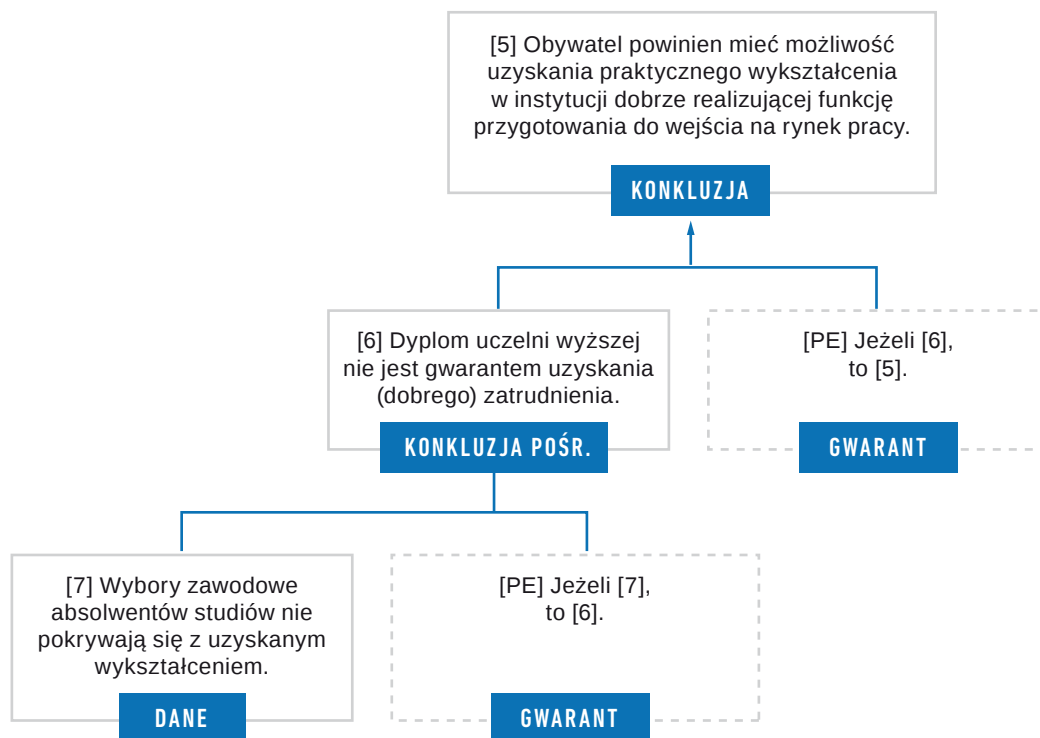 [5] Obywatel powinien mieć możliwość
uzyskania praktycznego wykształcenia
w instytucji dobrze realizującej funkcję
przygotowania do wejścia na rynek pracy.
KONKLUZJA
[6] Dyplom uczelni wyższej
nie jest gwarantem uzyskania
(dobrego) zatrudnienia.
KONKLUZJA POŚR.
[PE] Jeżeli [6],
to [5].
GWARANT
[7] Wybory zawodowe
absolwentów studiów nie
pokrywają się z uzyskanym
wykształceniem.
DANE
[PE] Jeżeli [7],
to [6].
GWARANT